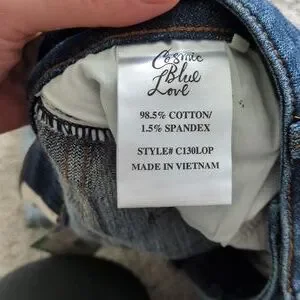 Cosmic
Blue
Love
98.5% COTTON/
1.5% SPANDEX
STYLE# C130LOP
MADE IN VIETNAM